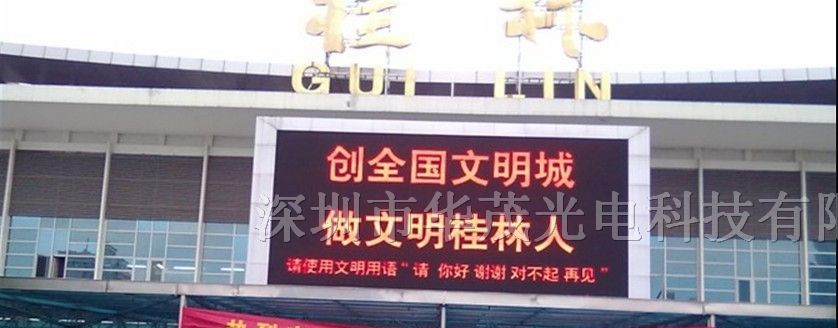 桂林
GUI LIN
创全国文明城
做文明桂林人
请使用文明用语“请 你好 谢谢 对不起 再见”
深圳市华茂光电科技有限